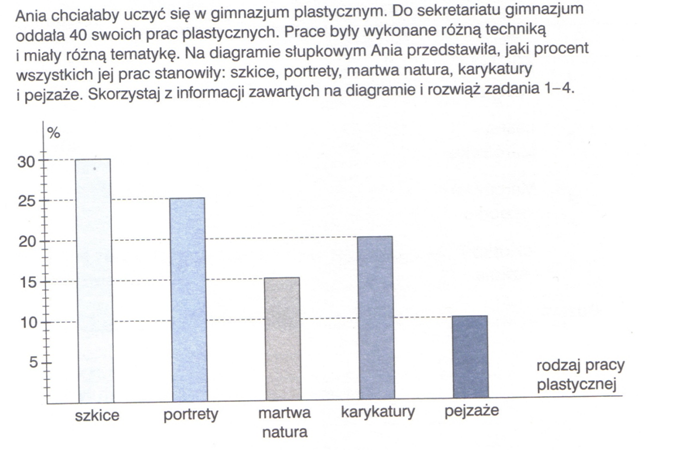 Ania chciałaby uczyć się w gimnazjum plastycznym. Do sekretariatu gimnazjum
oddała 40 swoich prac plastycznych. Prace były wykonane różną techniką
i miały różną tematykę. Na diagramie słupkowym Ania przedstawiła, jaki procent
wszystkich jej prac stanowiły: szkice, portrety, martwa natura, karykatury
i pejzaże. Skorzystaj z informacji zawartych na diagramie i rozwiąż zadania 1–4.
%
30
25
20
15
10
5
rodzaj pracy
plastycznej
szkice portrety martwa karykatury pejzaże
natura